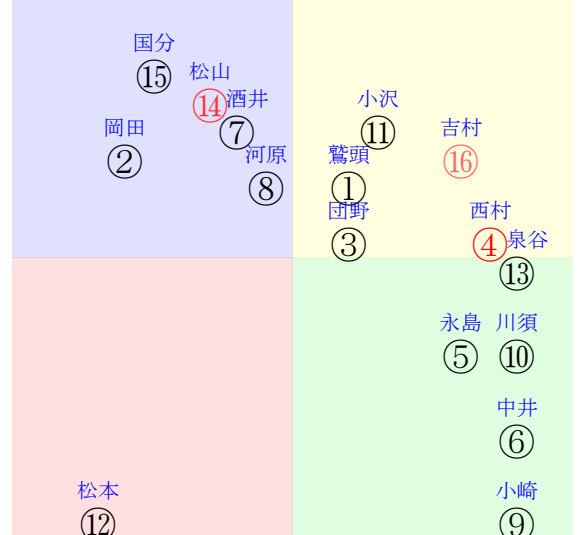 国分
⑮
松山
⑭
酒井
⑦
小沢
⑪
岡田
②
河原
⑧
鷲頭
①
吉村
⑯
団野
③
西村
④
泉谷
⑬
永島
⑤
川須
⑩
中井
⑥
松本
⑫
小崎
⑨